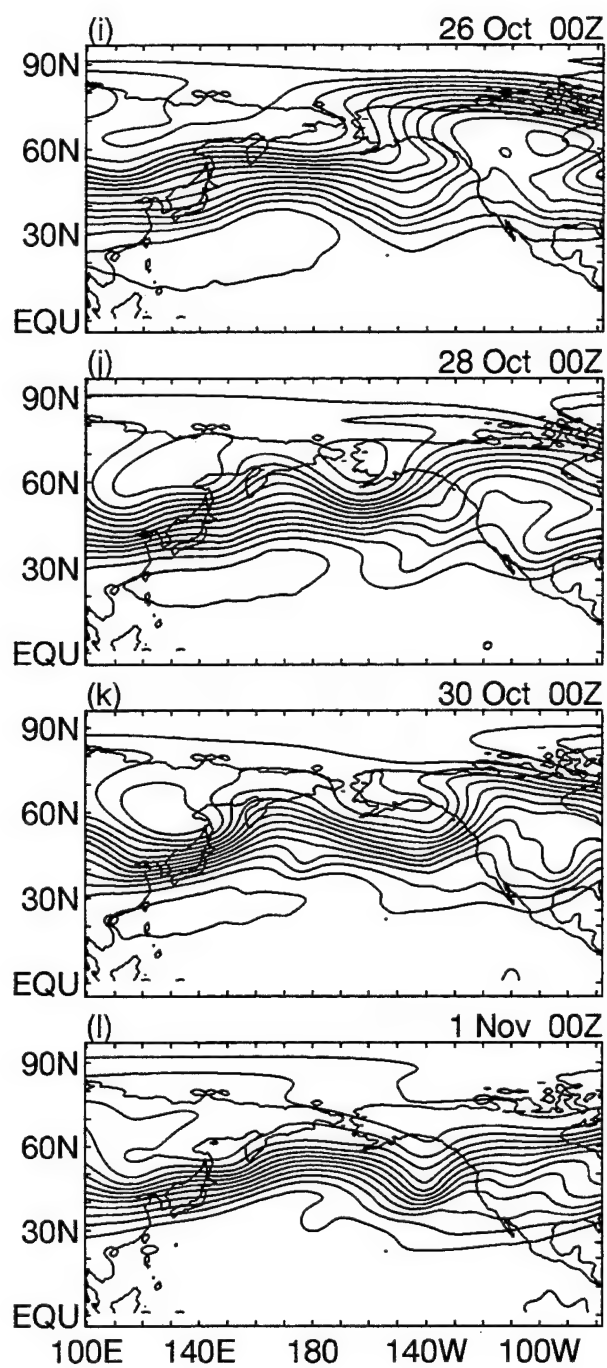 (i) 26 Oct 00Z
90N
60N
30N
EQU
(j) 28 Oct 00Z
90N
60N
30N
EQU
(k) 30 Oct 00Z
90N
60N
30N
EQU
(l) 1 Nov 00Z
90N
60N
30N
EQU
100E 140E 180 140W 100W